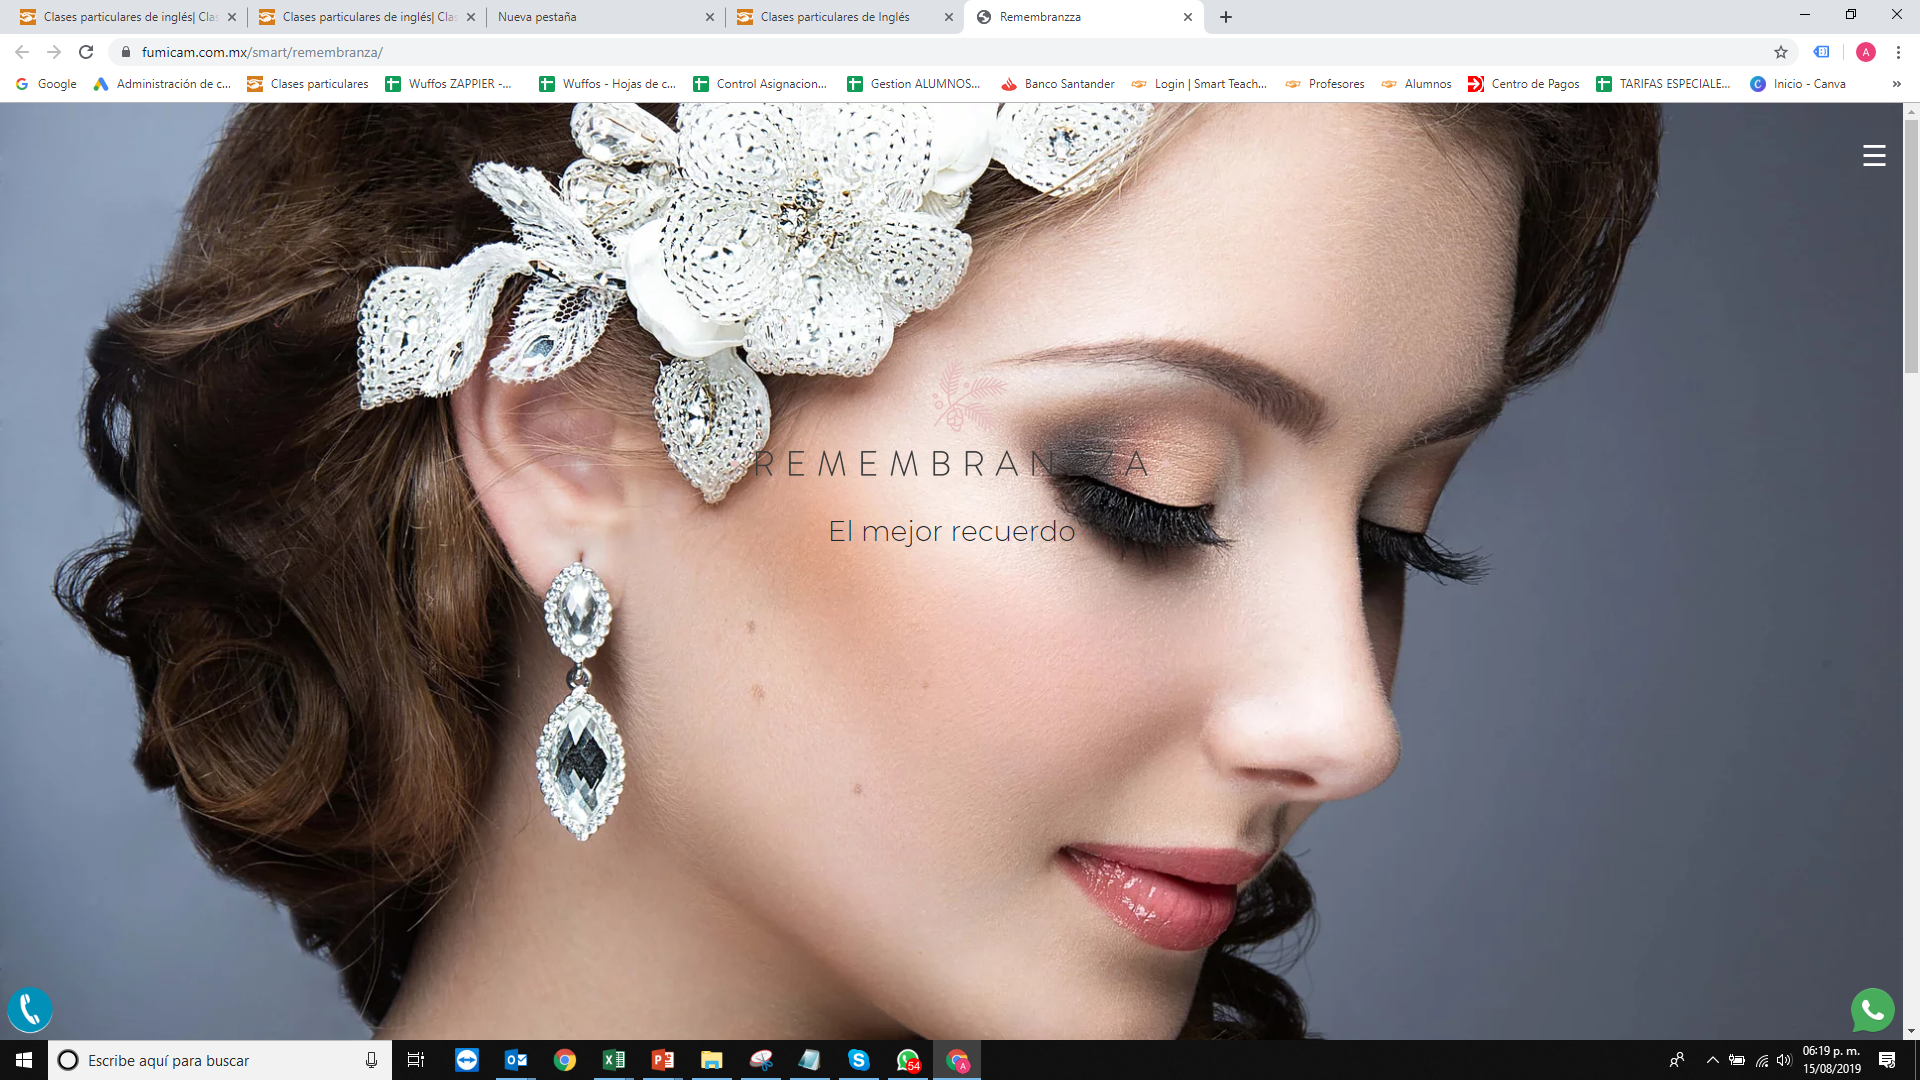 Clases particulares de inglés| Clas
Clases particulares de inglés| Clas
Nueva pestaña
Clases particulares de Inglés
Remembranzza
fumicam.com.mx/smart/remembranza/
Google
Administración de c...
Clases particulares
Wuffos ZAPPIER -...
Wuffos - Hojas de c...
Control Asignacion...
Gestion ALUMNOS...
Banco Santander
Login | Smart Teach...
Profesores
Alumnos
Centro de Pagos
TARIFAS ESPECIALE...
Inicio - Canva
REMEMBRANZZA
El mejor recuerdo
Escribe aquí para buscar
54
06:19 p. m.
15/08/2019